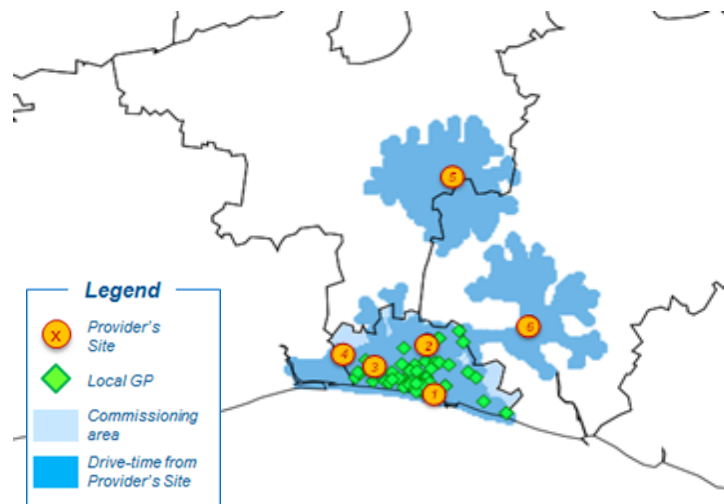 5
6
2
4
3
1
Legend
x Provider's
Site
Local GP
Commissioning
area
Drive-time from
Provider's Site